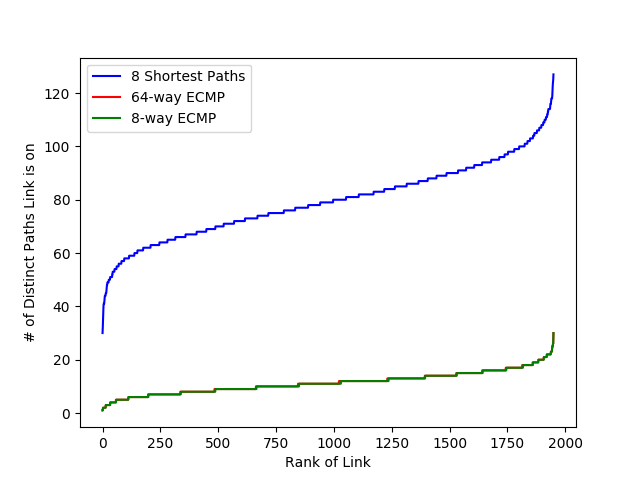 8 Shortest Paths
64-way ECMP
8-way ECMP
# of Distinct Paths Link is on
120
100
80
60
40
20
0
0 250 500 750 1000 1250 1500 1750 2000
Rank of Link